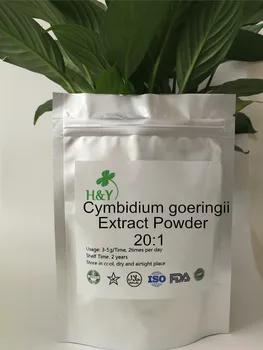 H&Y
Cymbidium goeringii
Extract Powder
20:1
Usage: 3-5g/Time, 2times per day
Shelf Time: 2 years
Store in cool, dry and airtight place
ISO
FDA